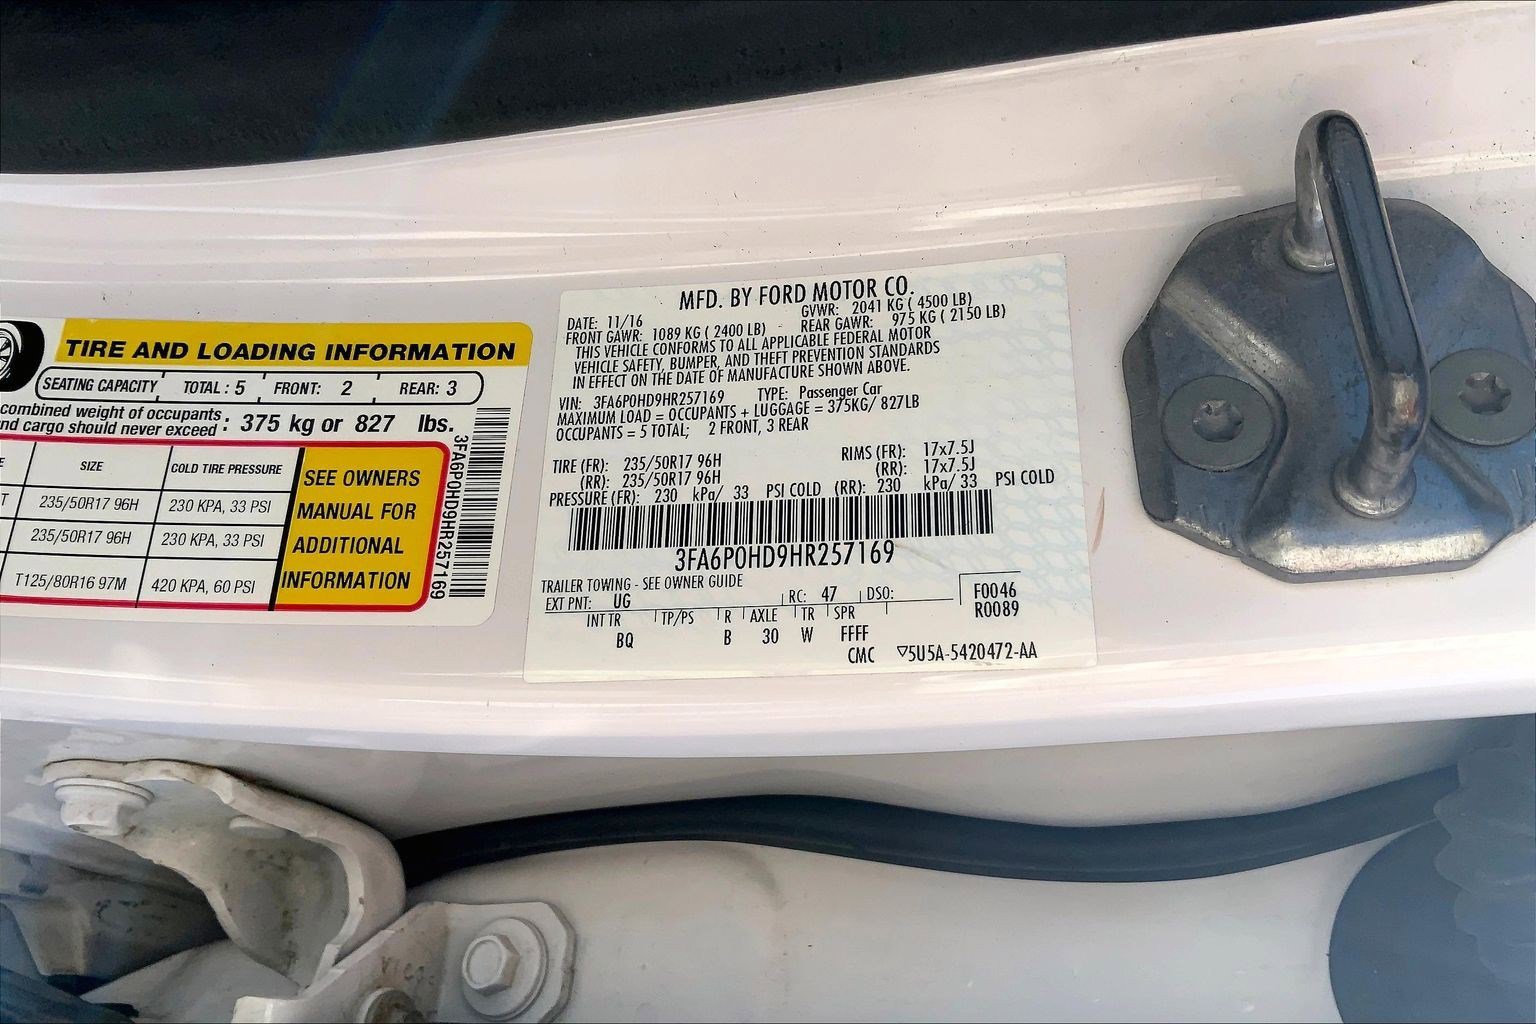 TIRE AND LOADING INFORMATION
SEATING CAPACITY TOTAL : 5 FRONT: 2 REAR: 3
combined weight of occupants
nd cargo should never exceed : 375 kg or 827 lbs.
E SIZE COLD TIRE PRESSURE
T 235/50R17 96H 230 KPA, 33 PSI
235/50R17 96H 230 KPA, 33 PSI
T125/80R16 97M 420 KPA, 60 PSI
SEE OWNERS
MANUAL FOR
ADDITIONAL
INFORMATION
3FA6P0HD9HR257169
MFD. BY FORD MOTOR CO.
DATE: 11/16 GVWR: 2041 KG ( 4500 LB)
FRONT GAWR: 1089 KG ( 2400 LB) REAR GAWR: 975 KG ( 2150 LB)
THIS VEHICLE CONFORMS TO ALL APPLICABLE FEDERAL MOTOR
VEHICLE SAFETY, BUMPER, AND THEFT PREVENTION STANDARDS
IN EFFECT ON THE DATE OF MANUFACTURE SHOWN ABOVE.
VIN: 3FA6P0HD9HR257169 TYPE: Passenger Car
MAXIMUM LOAD = OCCUPANTS + LUGGAGE = 375KG/ 827LB
OCCUPANTS = 5 TOTAL; 2 FRONT, 3 REAR
TIRE (FR): 235/50R17 96H RIMS (FR): 17x7.5J
(RR): 235/50R17 96H (RR): 17x7.5J
PRESSURE (FR): 230 kPa/ 33 PSI COLD (RR): 230 kPa/ 33 PSI COLD
3FA6P0HD9HR257169
TRAILER TOWING - SEE OWNER GUIDE
EXT PNT: UG RC: 47 DSO: F0046
R0089
INT TR TP/PS R AXLE TR SPR
BQ B 30 W FFFF
CMC ▽5U5A-5420472-AA